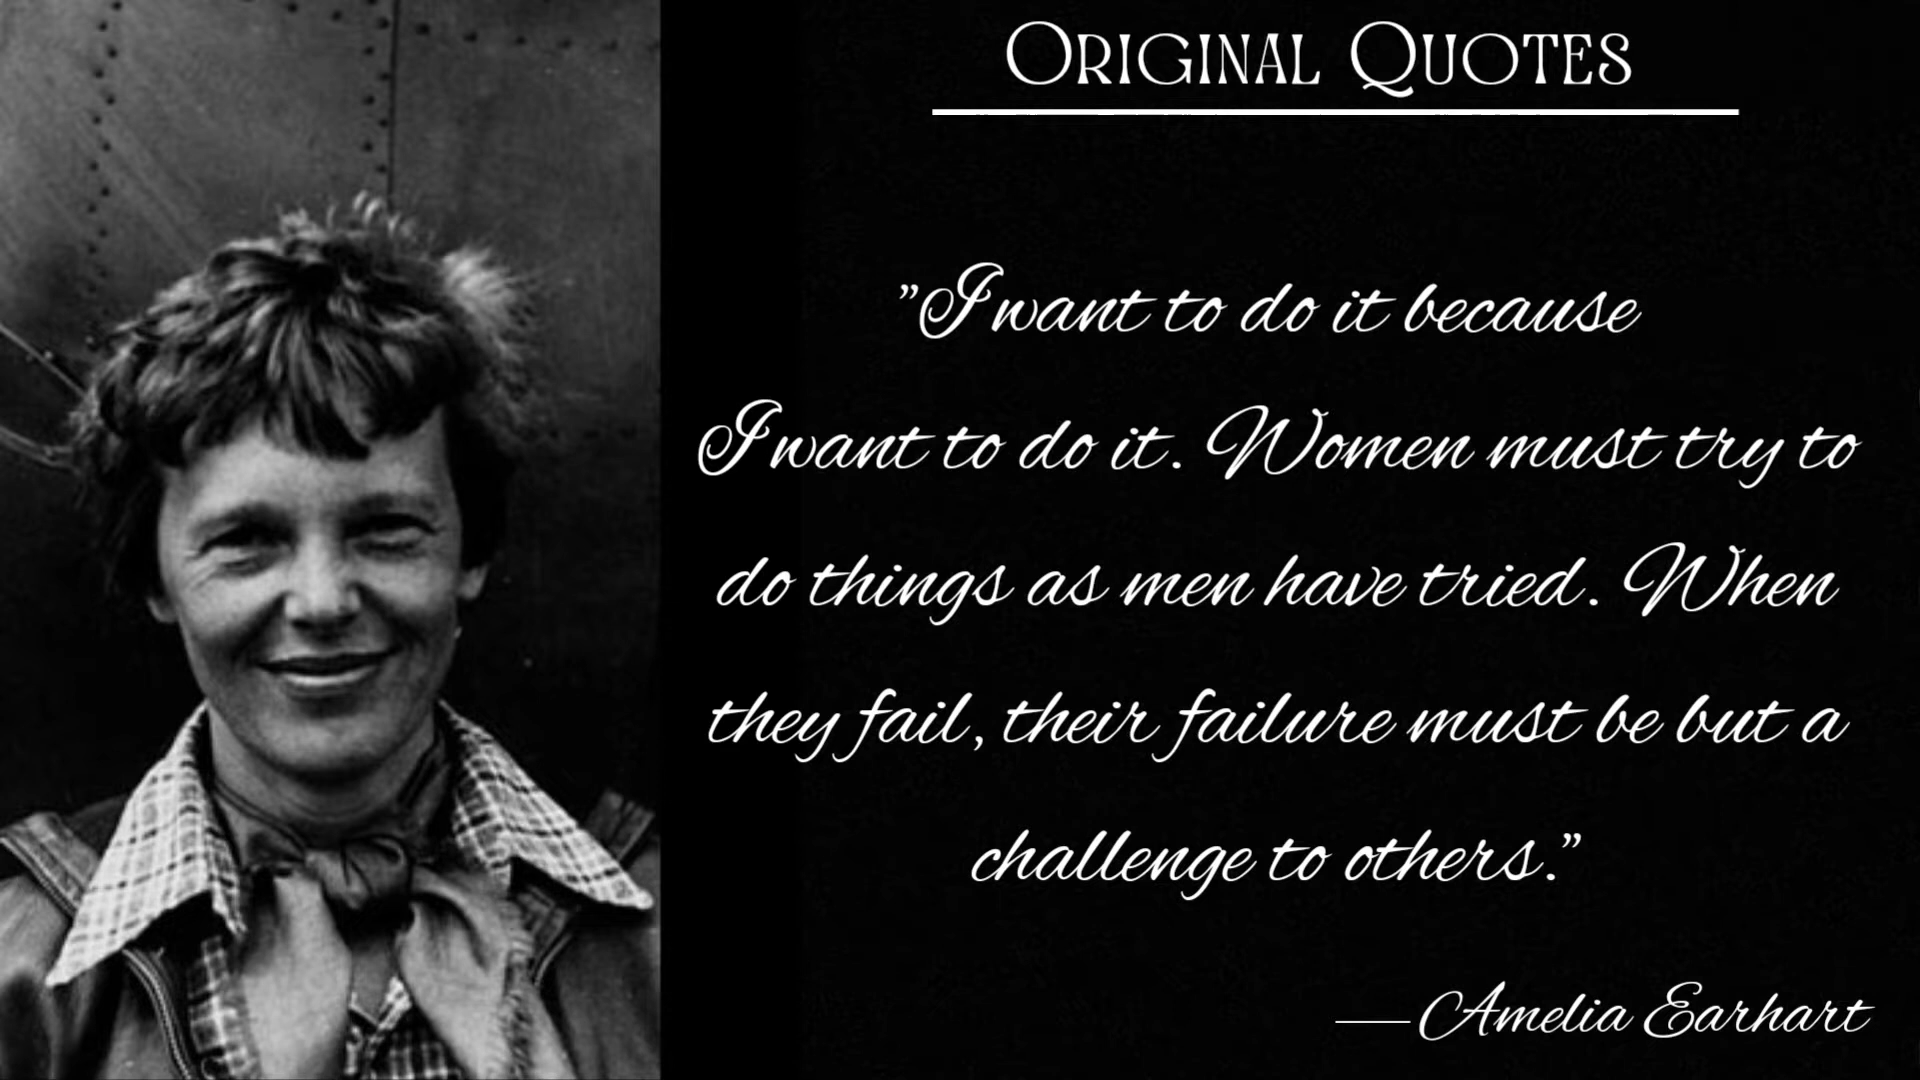 Original Quotes
”I want to do it because
I want to do it. Women must try to
do things as men have tried. When
they fail, their failure must be but a
challenge to others.”
—Amelia Earhart